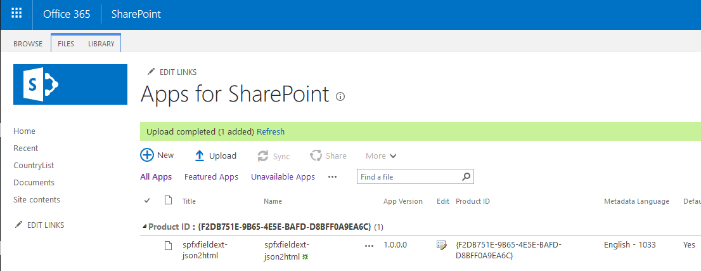 Office 365 SharePoint
BROWSE FILES LIBRARY
S
EDIT LINKS
Apps for SharePoint
Upload completed (1 added) Refresh
Home
Recent
CountryList
Documents
Site contents
EDIT LINKS
New Upload Sync Share More
All Apps Featured Apps Unavailable Apps ••• Find a file
Title Name App Version Edit Product ID Metadata Language Defau
Product ID : {F2DB751E-9B65-4E5E-BAFD-D8BFF0A9EA6C} (1)
spfxfieldext- spfxfieldext- ••• 1.0.0.0 {F2DB751E-9B65-4E5E-BAFD- English - 1033 Yes
json2html json2html D8BFF0A9EA6C}